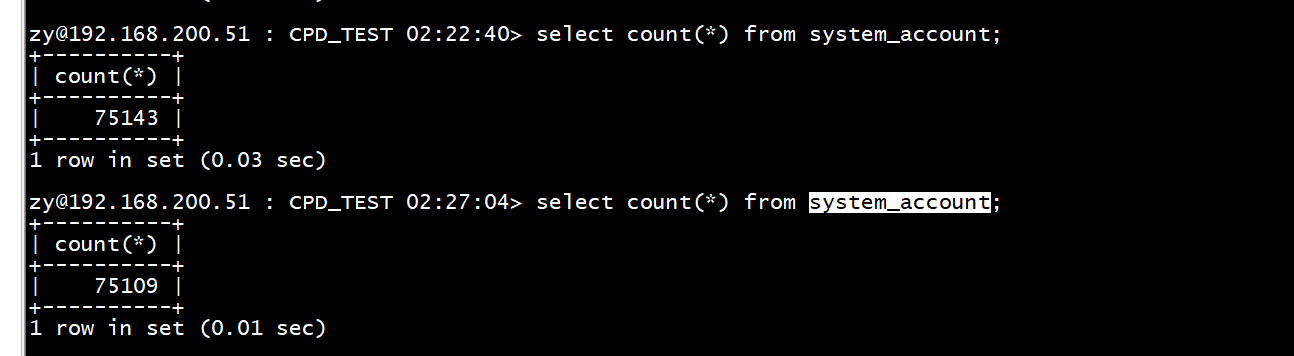 zy@192.168.200.51 : CPD_TEST 02:22:40> select count(*) from system_account;
+----------+
| count(*) |
+----------+
|    75143 |
+----------+
1 row in set (0.03 sec)
zy@192.168.200.51 : CPD_TEST 02:27:04> select count(*) from system_account;
+----------+
| count(*) |
+----------+
|    75109 |
+----------+
1 row in set (0.01 sec)